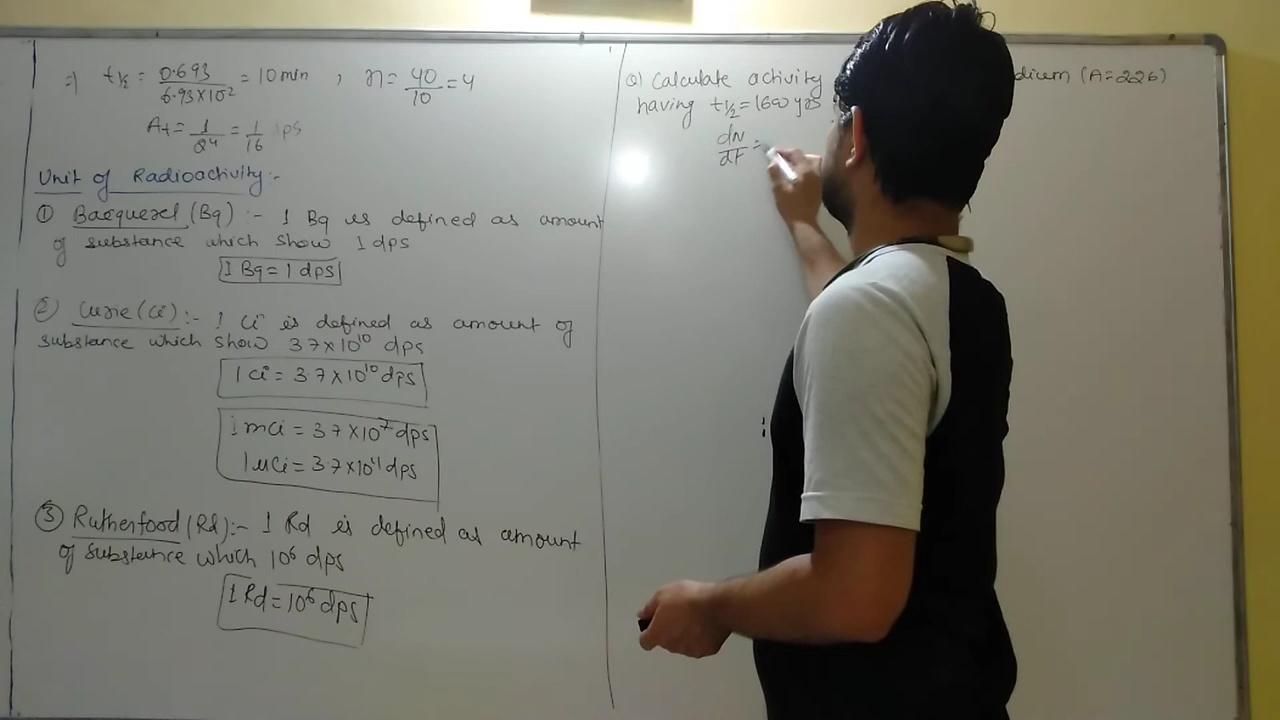 =) t½ = 0.693 / 6.93×10² = 10 min , n = 40/10 = 4
At = 1/2⁴ = 1/16 dps
Unit of Radioactivity:-
① Bacquerel (Bq) :- 1 Bq is defined as amount
of substance which show 1 dps
1 Bq = 1 dps
② Curie (Ci) :- 1 Ci is defined as amount of
substance which show 3.7×10¹⁰ dps
1 Ci = 3.7×10¹⁰ dps
1 mCi = 3.7×10⁷ dps
1 μCi = 3.7×10⁴ dps
③ Rutherfood (Rd):- 1 Rd is defined as amount
of substance which 10⁶ dps
1 Rd = 10⁶ dps
Q) Calculate activity dium (A=226)
having t½ = 1600 yrs
dN/dt =